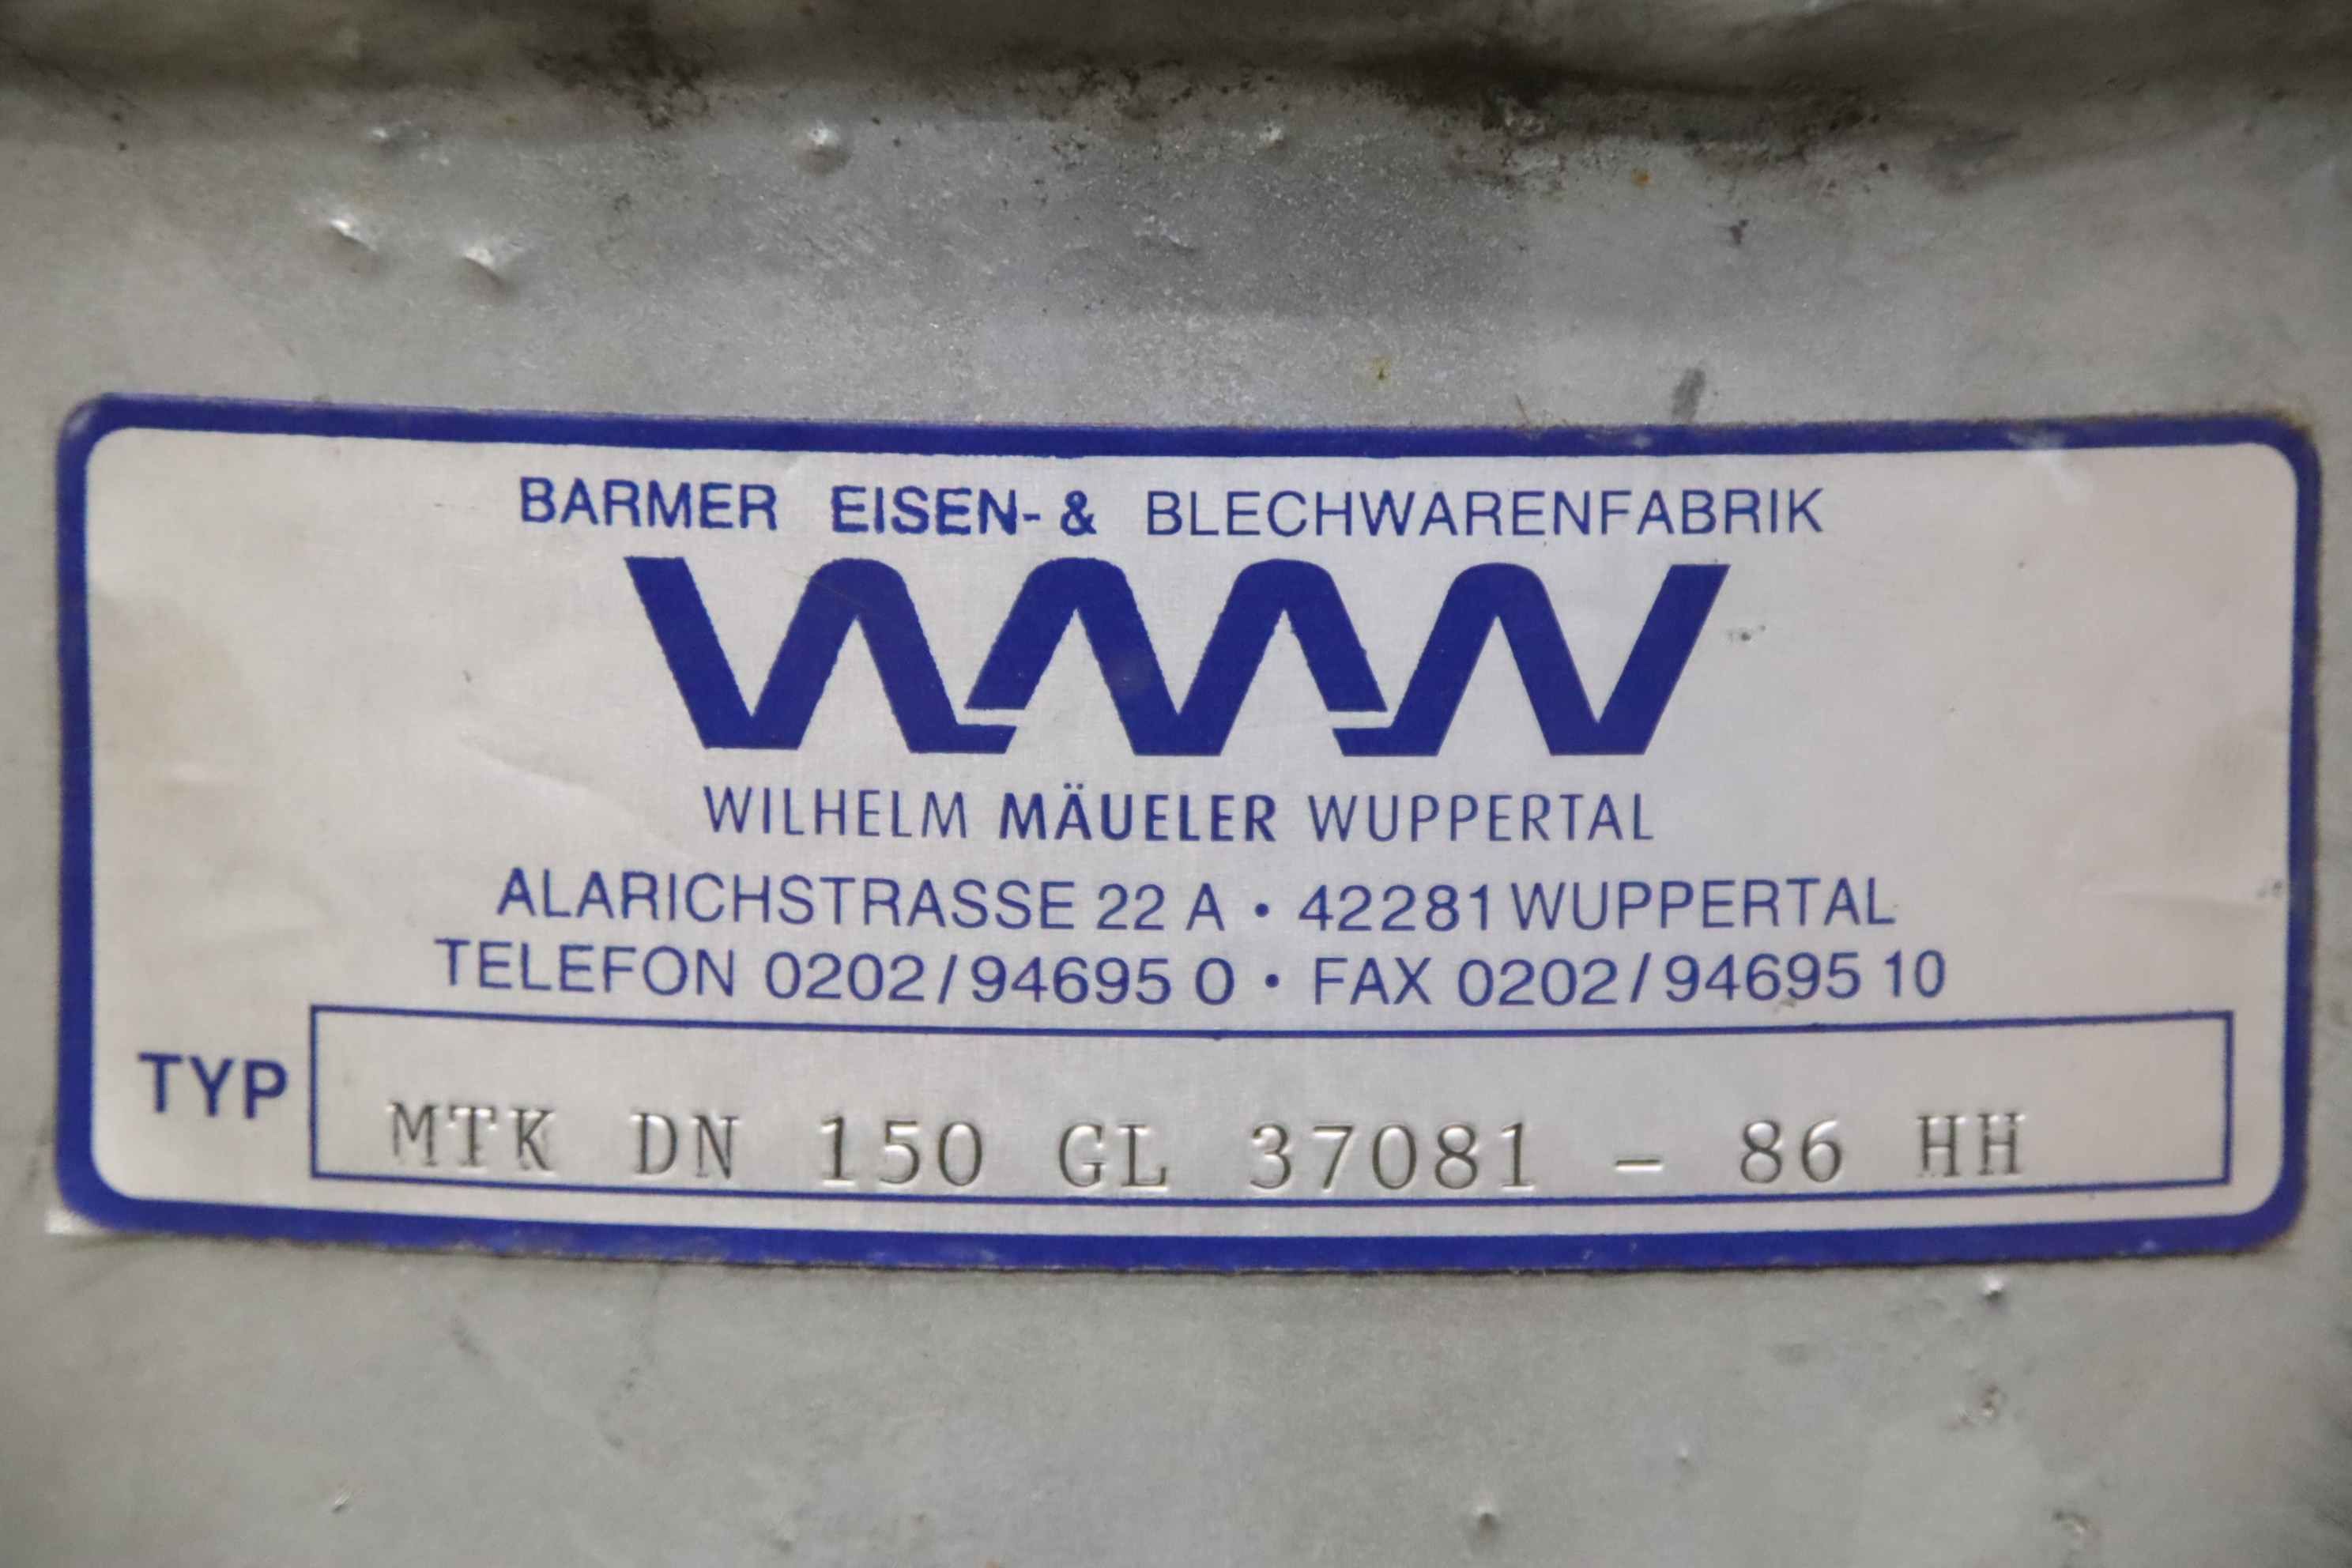 BARMER EISEN- & BLECHWARENFABRIK
WMW
WILHELM MÄUELER WUPPERTAL
ALARICHSTRASSE 22 A • 42281 WUPPERTAL
TELEFON 0202/94695 0 • FAX 0202/94695 10
TYP MTK DN 150 GL 37081 - 86 HH